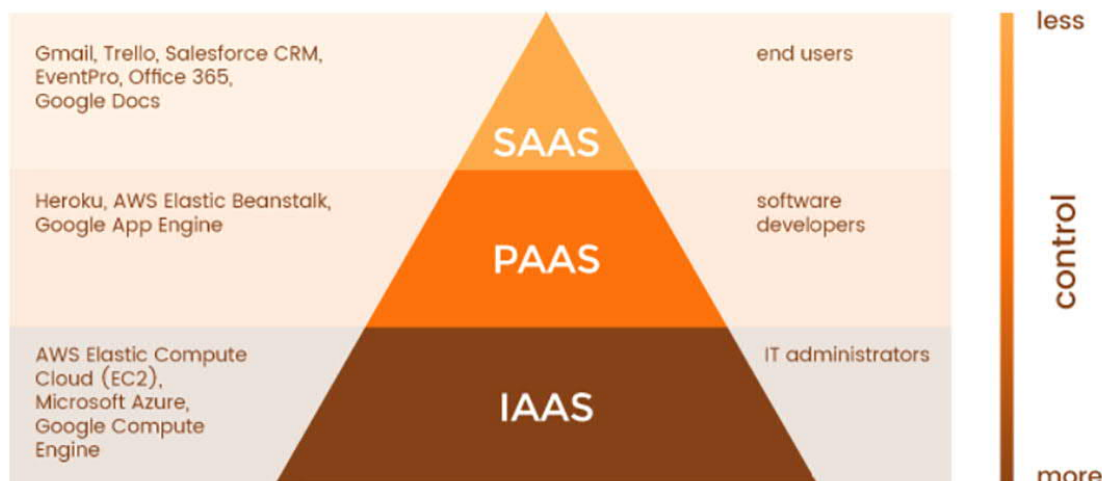 Gmail, Trello, Salesforce CRM,
EventPro, Office 365,
Google Docs
SAAS
end users
Heroku, AWS Elastic Beanstalk,
Google App Engine
PAAS
software
developers
AWS Elastic Compute
Cloud (EC2),
Microsoft Azure,
Google Compute
Engine
IAAS
IT administrators
less
control
more